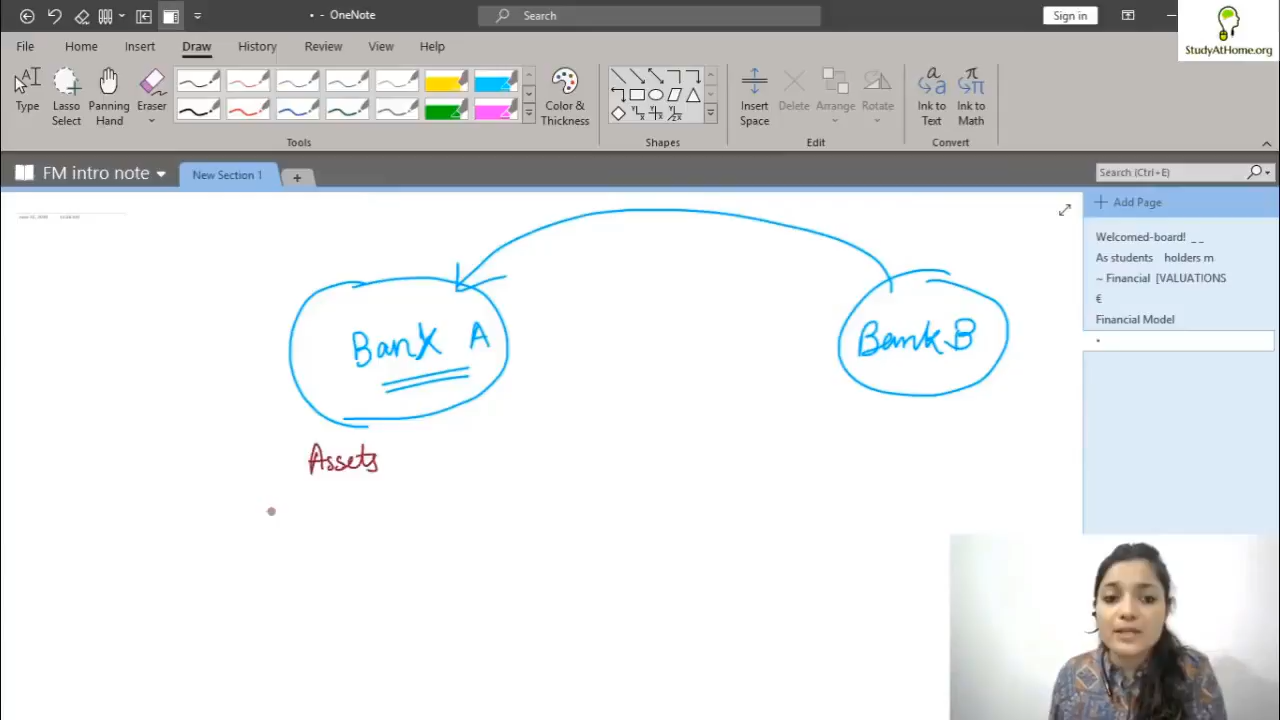 • - OneNote
Search
Sign in
StudyAtHome.org
File Home Insert Draw History Review View Help
Type
Lasso Select
Panning Hand
Eraser
Color & Thickness
Insert Space
Delete
Arrange
Rotate
Ink to Text
Ink to Math
Tools
Shapes
Edit
Convert
FM intro note
New Section 1
Search (Ctrl+E)
Add Page
Welcomed-board! _ _
As students holders m
~ Financial [VALUATIONS
€
Financial Model
•
Bank A
Bank B
Assets